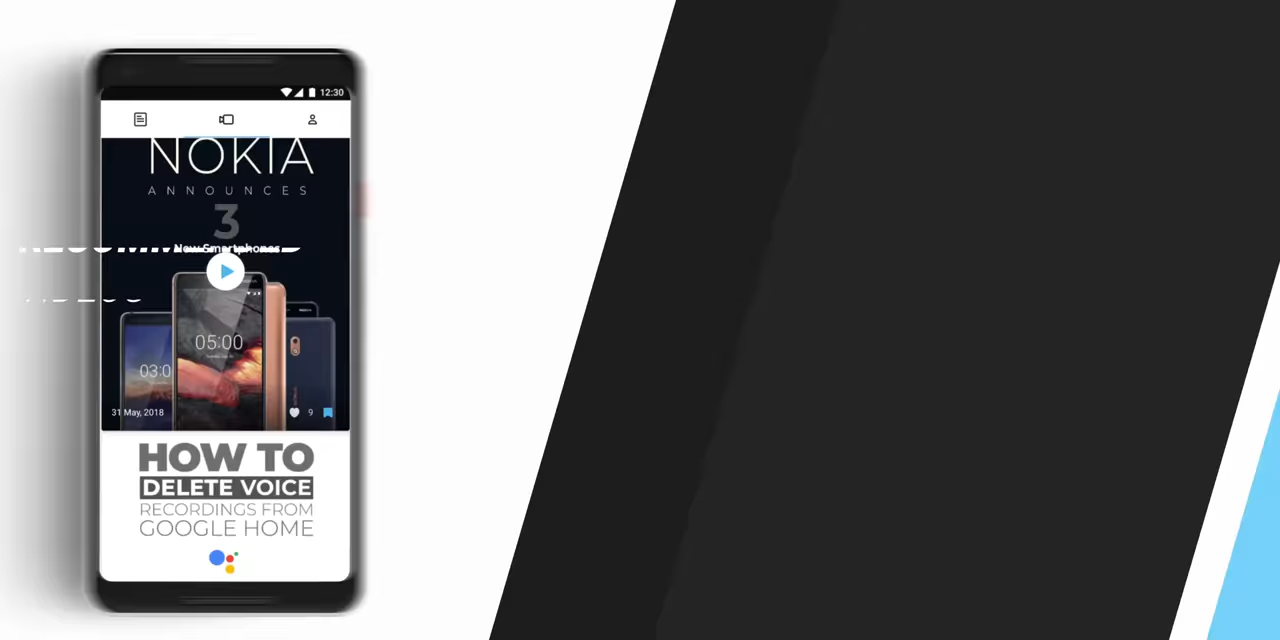 12:30
NOKIA
ANNOUNCES
3
New Smartphones
05:00
03:0
31 May, 2018
9
HOW TO
DELETE VOICE
RECORDINGS FROM
GOOGLE HOME